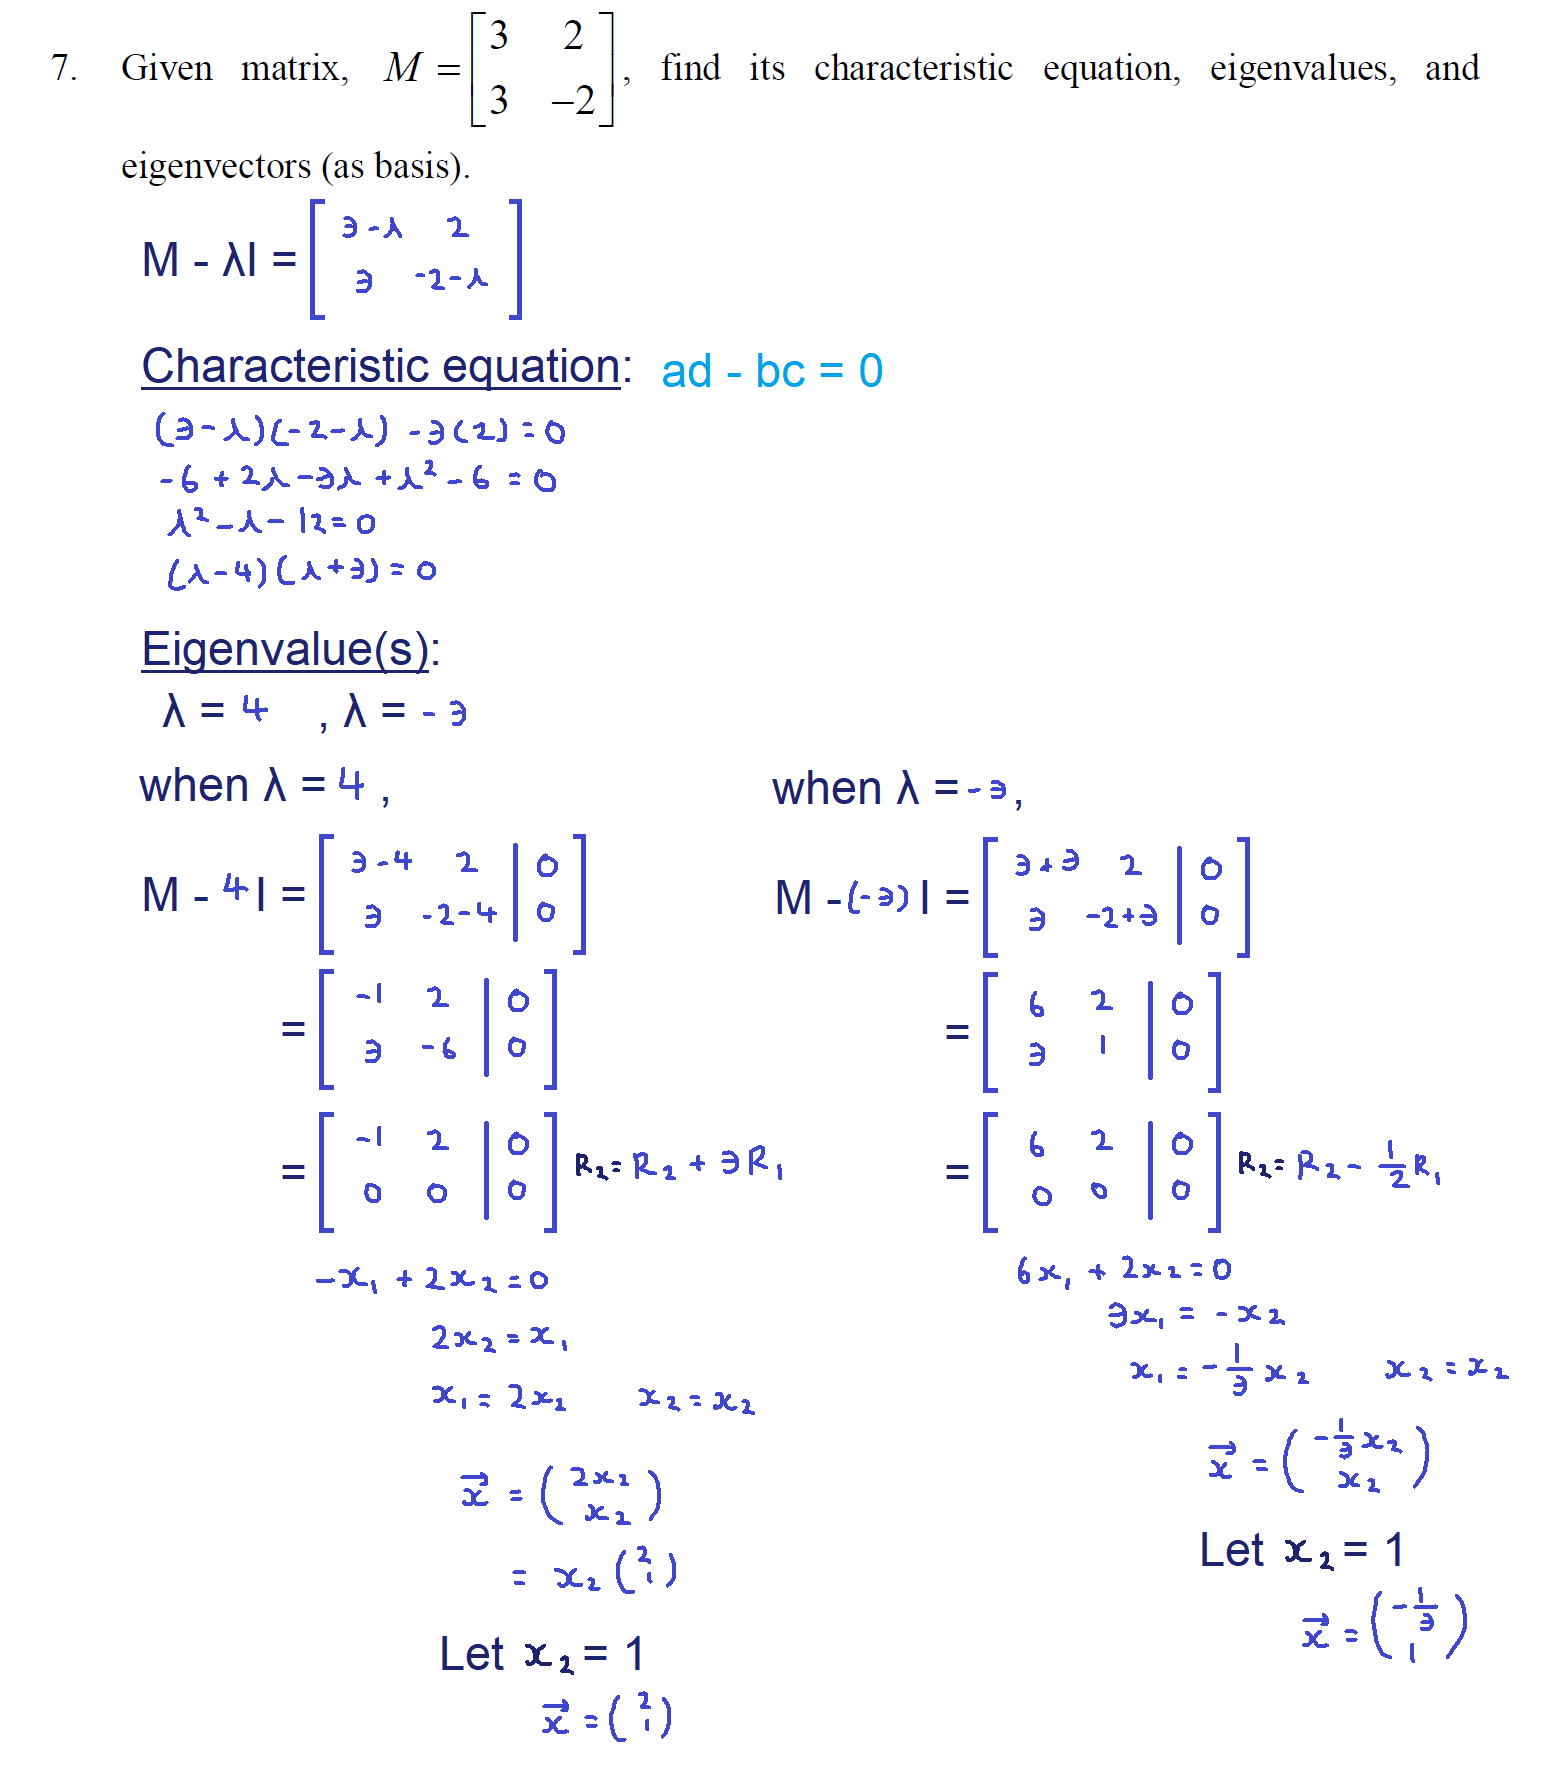 7. Given matrix, M = [3 2; 3 −2], find its characteristic equation, eigenvalues, and
eigenvectors (as basis).
M - λI = [3-λ 2; 3 -2-λ]
Characteristic equation: ad - bc = 0
(3-λ)(-2-λ) -3(2) = 0
-6 + 2λ - 3λ + λ² - 6 = 0
λ² - λ - 12 = 0
(λ-4)(λ+3) = 0
Eigenvalue(s):
λ = 4 , λ = -3
when λ = 4 ,
M - 4I = [3-4 2 | 0; 3 -2-4 | 0]
= [-1 2 | 0; 3 -6 | 0]
= [-1 2 | 0; 0 0 | 0] R₂ = R₂ + 3R₁
-x₁ + 2x₂ = 0
2x₂ = x₁
x₁ = 2x₂ x₂ = x₂
x⃗ = (2x₂; x₂)
= x₂ (2; 1)
Let x₂ = 1
x⃗ = (2; 1)
when λ = -3,
M - (-3) I = [3+3 2 | 0; 3 -2+3 | 0]
= [6 2 | 0; 3 1 | 0]
= [6 2 | 0; 0 0 | 0] R₂ = R₂ - 1/2 R₁
6x₁ + 2x₂ = 0
3x₁ = -x₂
x₁ = -1/3 x₂ x₂ = x₂
x⃗ = (-1/3 x₂; x₂)
Let x₂ = 1
x⃗ = (-1/3; 1)